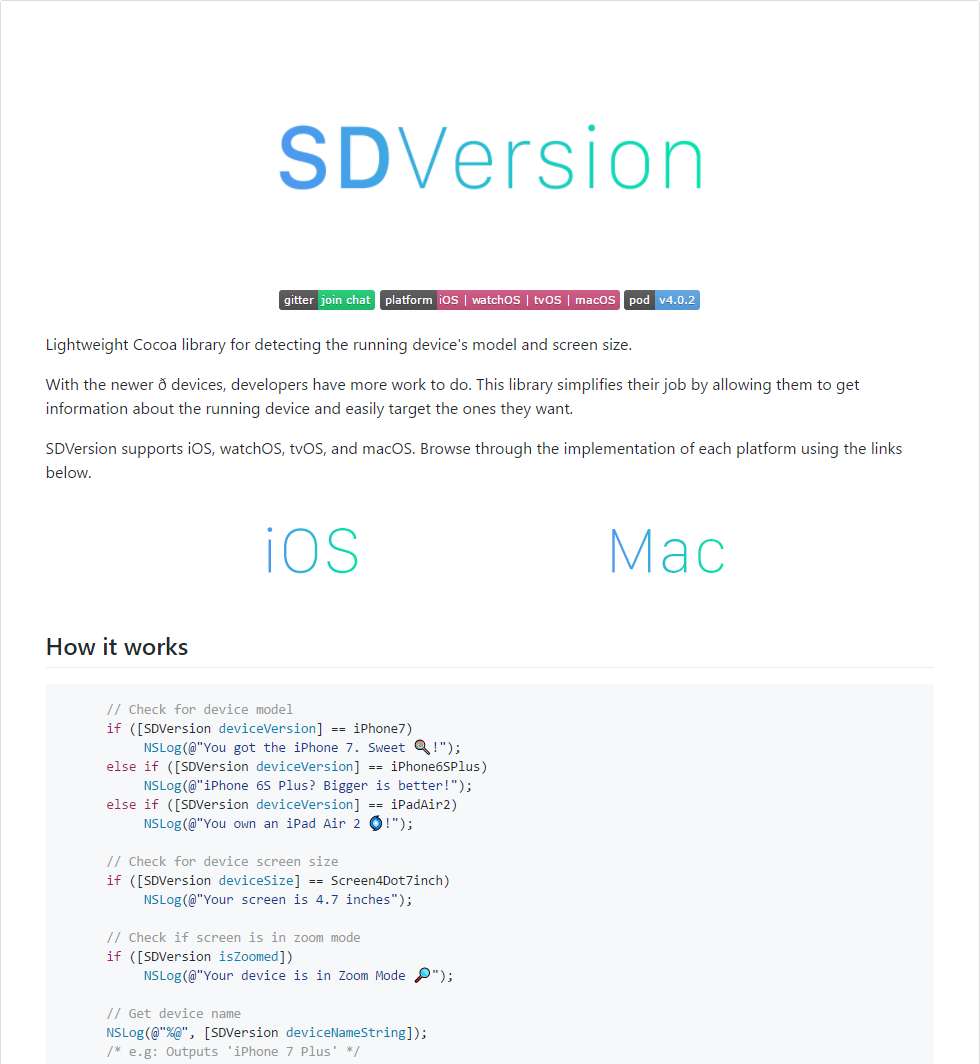 SDVersion
gitter join chat platform iOS | watchOS | tvOS | macOS pod v4.0.2
Lightweight Cocoa library for detecting the running device's model and screen size.
With the newer ð devices, developers have more work to do. This library simplifies their job by allowing them to get
information about the running device and easily target the ones they want.
SDVersion supports iOS, watchOS, tvOS, and macOS. Browse through the implementation of each platform using the links
below.
iOS Mac
How it works
// Check for device model
if ([SDVersion deviceVersion] == iPhone7)
NSLog(@"You got the iPhone 7. Sweet 🍭!");
else if ([SDVersion deviceVersion] == iPhone6SPlus)
NSLog(@"iPhone 6S Plus? Bigger is better!");
else if ([SDVersion deviceVersion] == iPadAir2)
NSLog(@"You own an iPad Air 2 🌀!");
// Check for device screen size
if ([SDVersion deviceSize] == Screen4Dot7inch)
NSLog(@"Your screen is 4.7 inches");
// Check if screen is in zoom mode
if ([SDVersion isZoomed])
NSLog(@"Your device is in Zoom Mode 🔎");
// Get device name
NSLog(@"%@", [SDVersion deviceNameString]);
/* e.g: Outputs 'iPhone 7 Plus' */